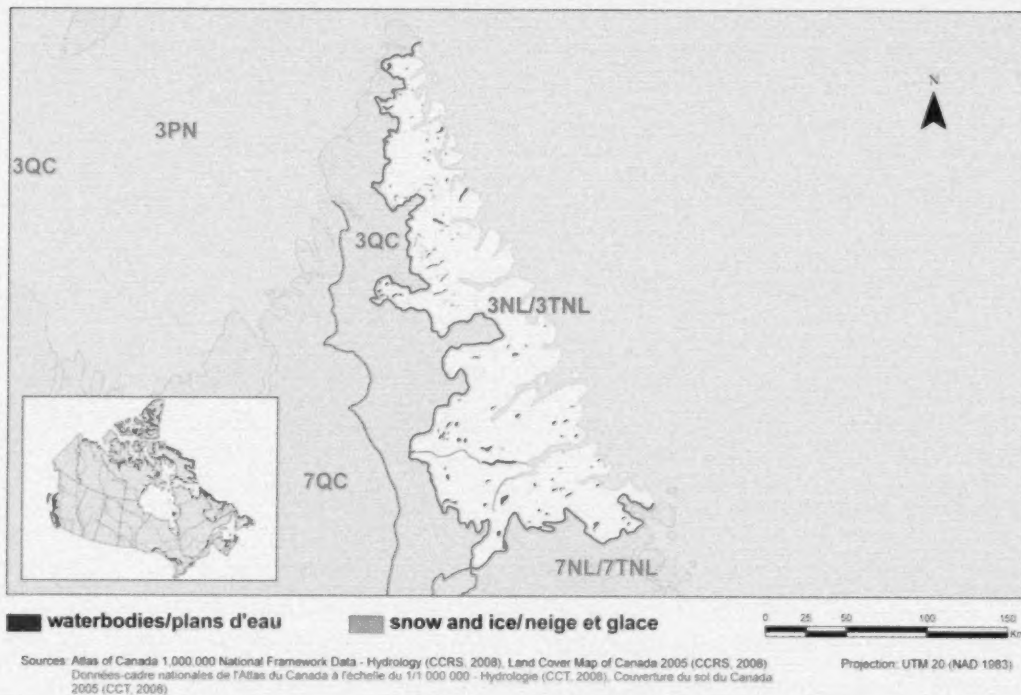 N
3PN
3QC
3QC
3NL/3TNL
7QC
7NL/7TNL
waterbodies/plans d'eau
snow and ice/neige et glace
0 25 50 100 150
Km
Sources: Atlas of Canada 1,000,000 National Framework Data - Hydrology (CCRS, 2008), Land Cover Map of Canada 2005 (CCRS, 2008)
Données-cadre nationales de l'Atlas du Canada à l'échelle du 1/1 000 000 - Hydrologie (CCT, 2008), Couverture du sol du Canada
2005 (CCT, 2008)
Projection: UTM 20 (NAD 1983)